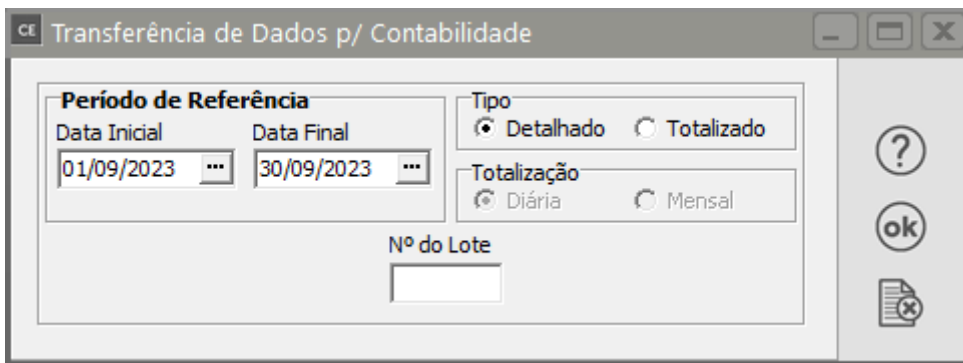 CE Transferência de Dados p/ Contabilidade
Período de Referência
Data Inicial Data Final
01/09/2023 ... 30/09/2023 ...
Tipo
Detalhado Totalizado
Totalização
Diária Mensal
Nº do Lote
?
ok